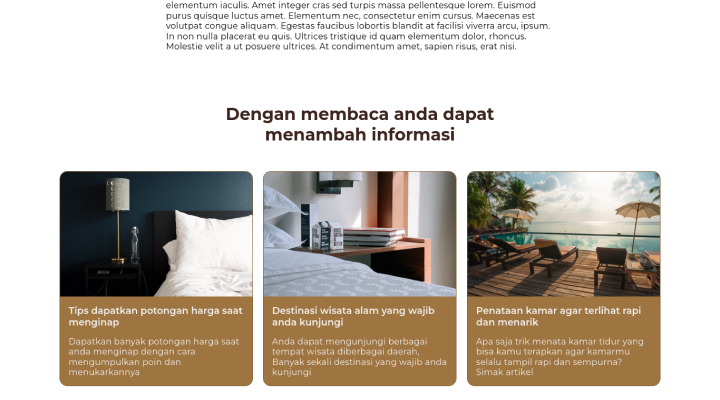 elementum iaculis. Amet integer cras sed turpis massa pellentesque lorem. Euismod
purus quisque luctus amet. Elementum nec, consectetur enim cursus. Maecenas est
volutpat congue aliquam. Egestas faucibus lobortis blandit at facilisi viverra arcu, ipsum.
In non nulla placerat eu quis. Ultrices tristique id quam elementum dolor, rhoncus.
Molestie velit a ut posuere ultrices. At condimentum amet, sapien risus, erat nisi.
Dengan membaca anda dapat
menambah informasi
Tips dapatkan potongan harga saat
menginap
Dapatkan banyak potongan harga saat
anda menginap dengan cara
mengumpulkan poin dan
menukarkannya
Destinasi wisata alam yang wajib
anda kunjungi
Anda dapat mengunjungi berbagai
tempat wisata diberbagai daerah,
Banyak sekali destinasi yang wajib anda
kunjungi
Penataan kamar agar terlihat rapi
dan menarik
Apa saja trik menata kamar tidur yang
bisa kamu terapkan agar kamarmu
selalu tampil rapi dan sempurna?
Simak artikel